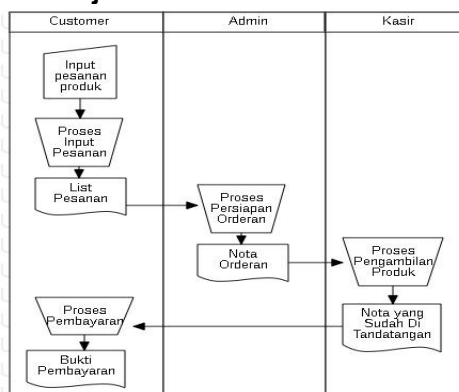 Customer
Admin
Kasir
Input
pesanan
produk
Proses
Input
Pesanan
List
Pesanan
Proses
Persiapan
Orderan
Nota
Orderan
Proses
Pengambilan
Produk
Nota yang
Sudah Di
Tandatangan
Proses
Pembayaran
Bukti
Pembayaran